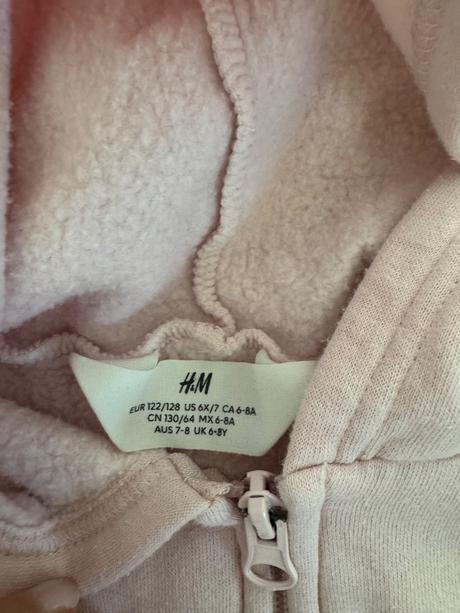 H&M
EUR 122/128 US 6X/7 CA 6-8A
CN 130/64 MX 6-8A
AUS 7-8 UK 6-8Y